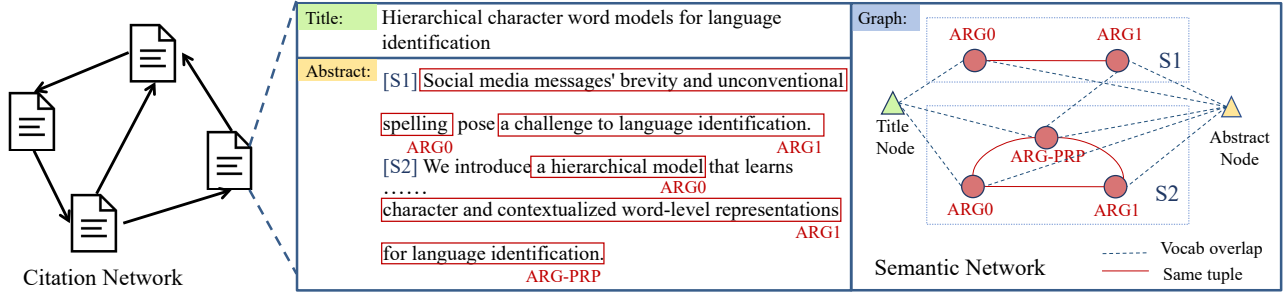 Citation Network
Title:
Hierarchical character word models for language
identification
Abstract:
[S1] Social media messages' brevity and unconventional
spelling pose a challenge to language identification.
ARG0
ARG1
[S2] We introduce a hierarchical model that learns
ARG0
......
character and contextualized word-level representations
ARG1
for language identification.
ARG-PRP
Graph:
ARG0
ARG1
S1
Title
Node
Abstract
Node
ARG-PRP
ARG0
ARG1
S2
Semantic Network
Vocab overlap
Same tuple